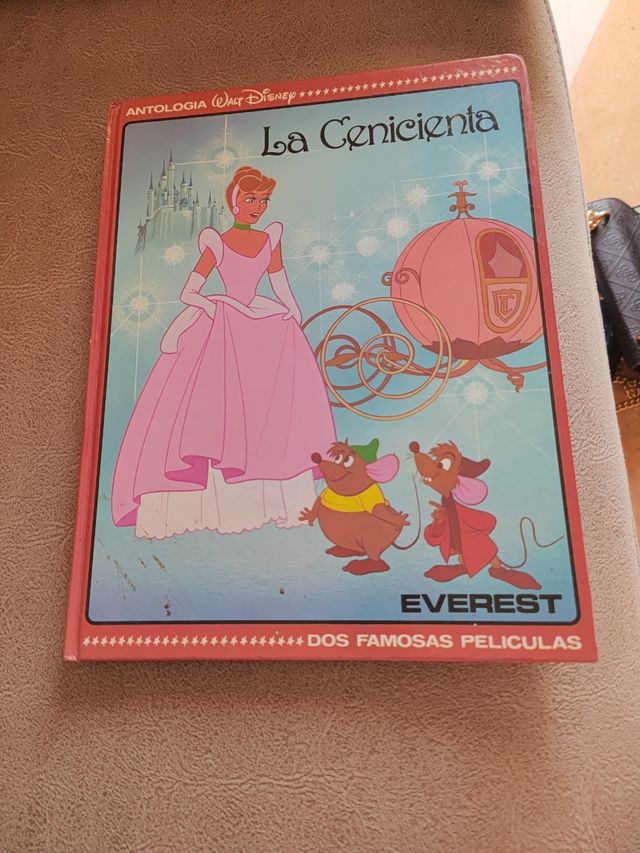 ANTOLOGIA Walt Disney
La Cenicienta
C
EVEREST
DOS FAMOSAS PELICULAS